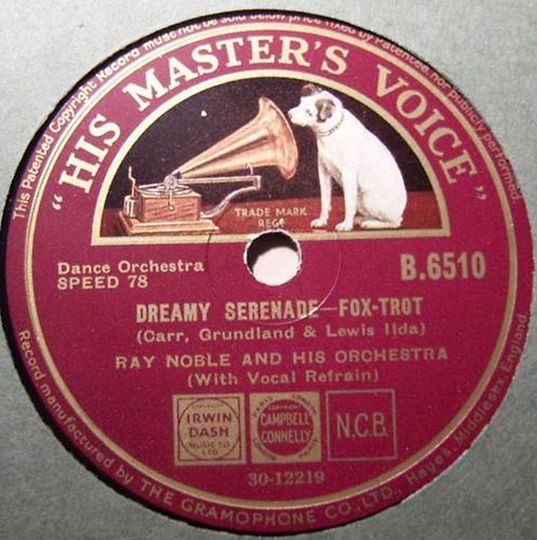 This Patented Copyright Record must not be sold below price fixed by Patentee, nor publicly performed.
"HIS MASTER'S VOICE"
TRADE MARK
REGD
Dance Orchestra
SPEED 78
B.6510
DREAMY SERENADE—FOX-TROT
(Carr, Grundland & Lewis Ilda)
RAY NOBLE AND HIS ORCHESTRA
(With Vocal Refrain)
COPYRIGHT
IRWIN
DASH
MUSIC CO
LTD
COPYRIGHT
CAMPBELL
CONNELLY
N.C.B.
30-12219
Record manufactured by THE GRAMOPHONE CO., LTD., Hayes, Middlesex, England.